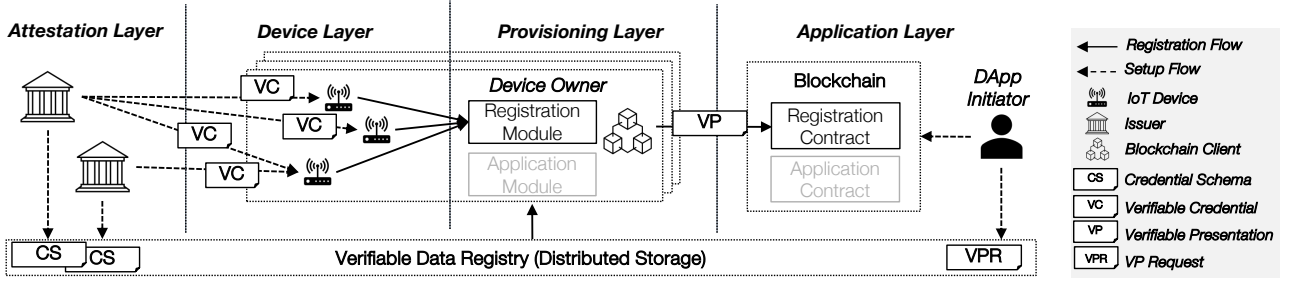 Attestation Layer
Device Layer
Provisioning Layer
Application Layer
VC
VC
VC
VC
Device Owner
Registration
Module
Application
Module
VP
Blockchain
Registration
Contract
Application
Contract
DApp
Initiator
CS
CS
Verifiable Data Registry (Distributed Storage)
VPR
Registration Flow
Setup Flow
IoT Device
Issuer
Blockchain Client
CS
Credential Schema
VC
Verifiable Credential
VP
Verifiable Presentation
VPR
VP Request